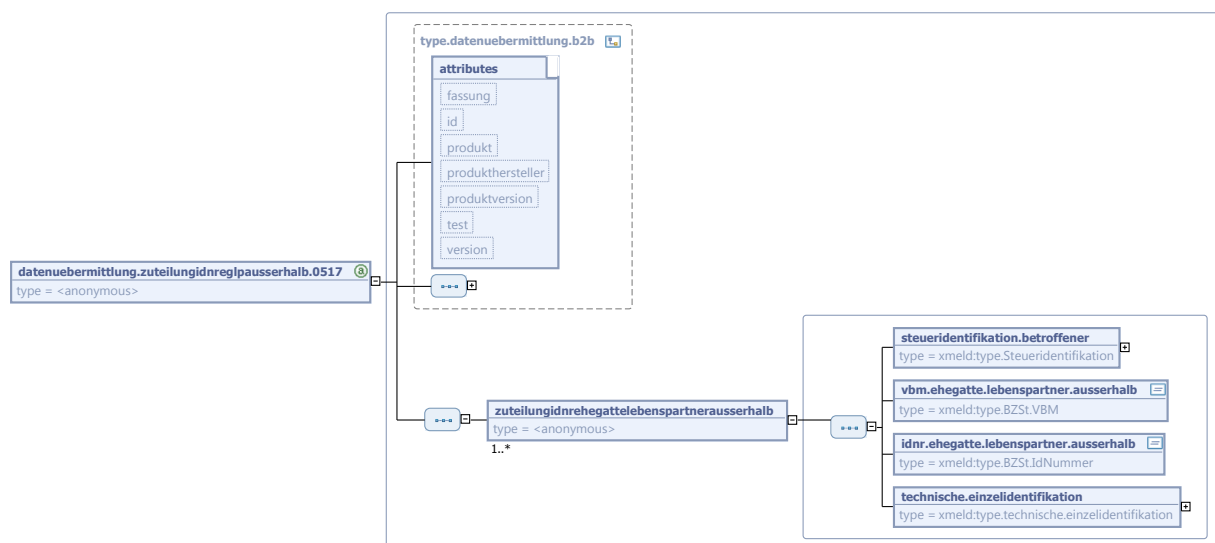 type.datenuebermittlung.b2b
attributes
fassung
id
produkt
produkthersteller
produktversion
test
version
datenuebermittlung.zuteilungidnreglpausserhalb.0517 a
type = <anonymous>
zuteilungidnrehegattelebenspartnerausserhalb
type = <anonymous>
1..*
steueridentifikation.betroffener
type = xmeld:type.Steueridentifikation
vbm.ehegatte.lebenspartner.ausserhalb
type = xmeld:type.BZSt.VBM
idnr.ehegatte.lebenspartner.ausserhalb
type = xmeld:type.BZSt.IdNummer
technische.einzelidentifikation
type = xmeld:type.technische.einzelidentifikation